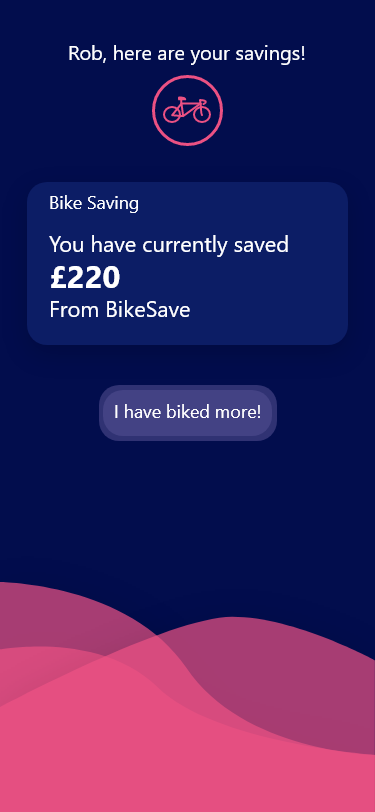 Rob, here are your savings!
Bike Saving
You have currently saved
£220
From BikeSave
I have biked more!